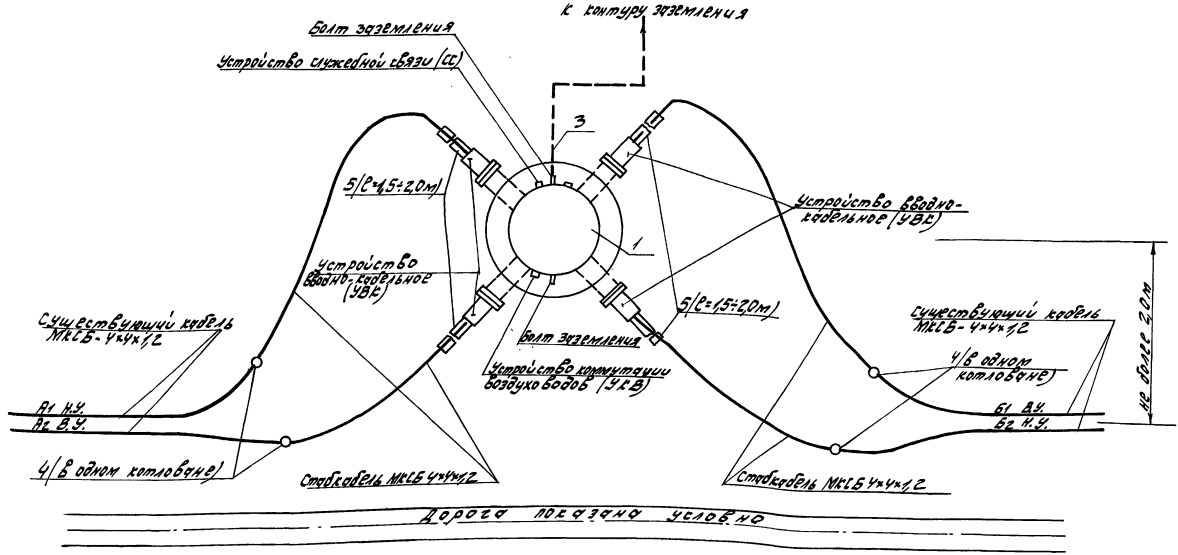 К контуру заземления
Болт заземления
Устройство служебной связи (СС)
3
5(ℓ=1,5÷2,0м)
Устройство вводно-
кабельное (УВК)
1
Устройство
вводно-кабельное
(УВК)
5(ℓ=1,5÷2,0м)
Существующий кабель
МКСБ-4×4×1,2
Существующий кабель
МКСБ-4×4×1,2
Болт заземления
Устройство коммутации
воздуховодов (УКВ)
4(в одном
котловане)
не более 2,0м
А1 Н.У.
А2 В.У.
Б1 В.У.
Б2 Н.У.
4(в одном котловане)
Стабкабель МКСБ 4×4×1,2
Стабкабель МКСБ 4×4×1,2
Дорога показана условно